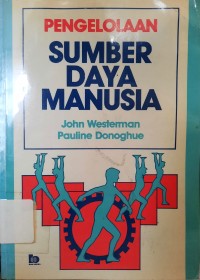 PENGELOLAAN
SUMBER
DAYA
MANUSIA
John Westerman
Pauline Donoghue